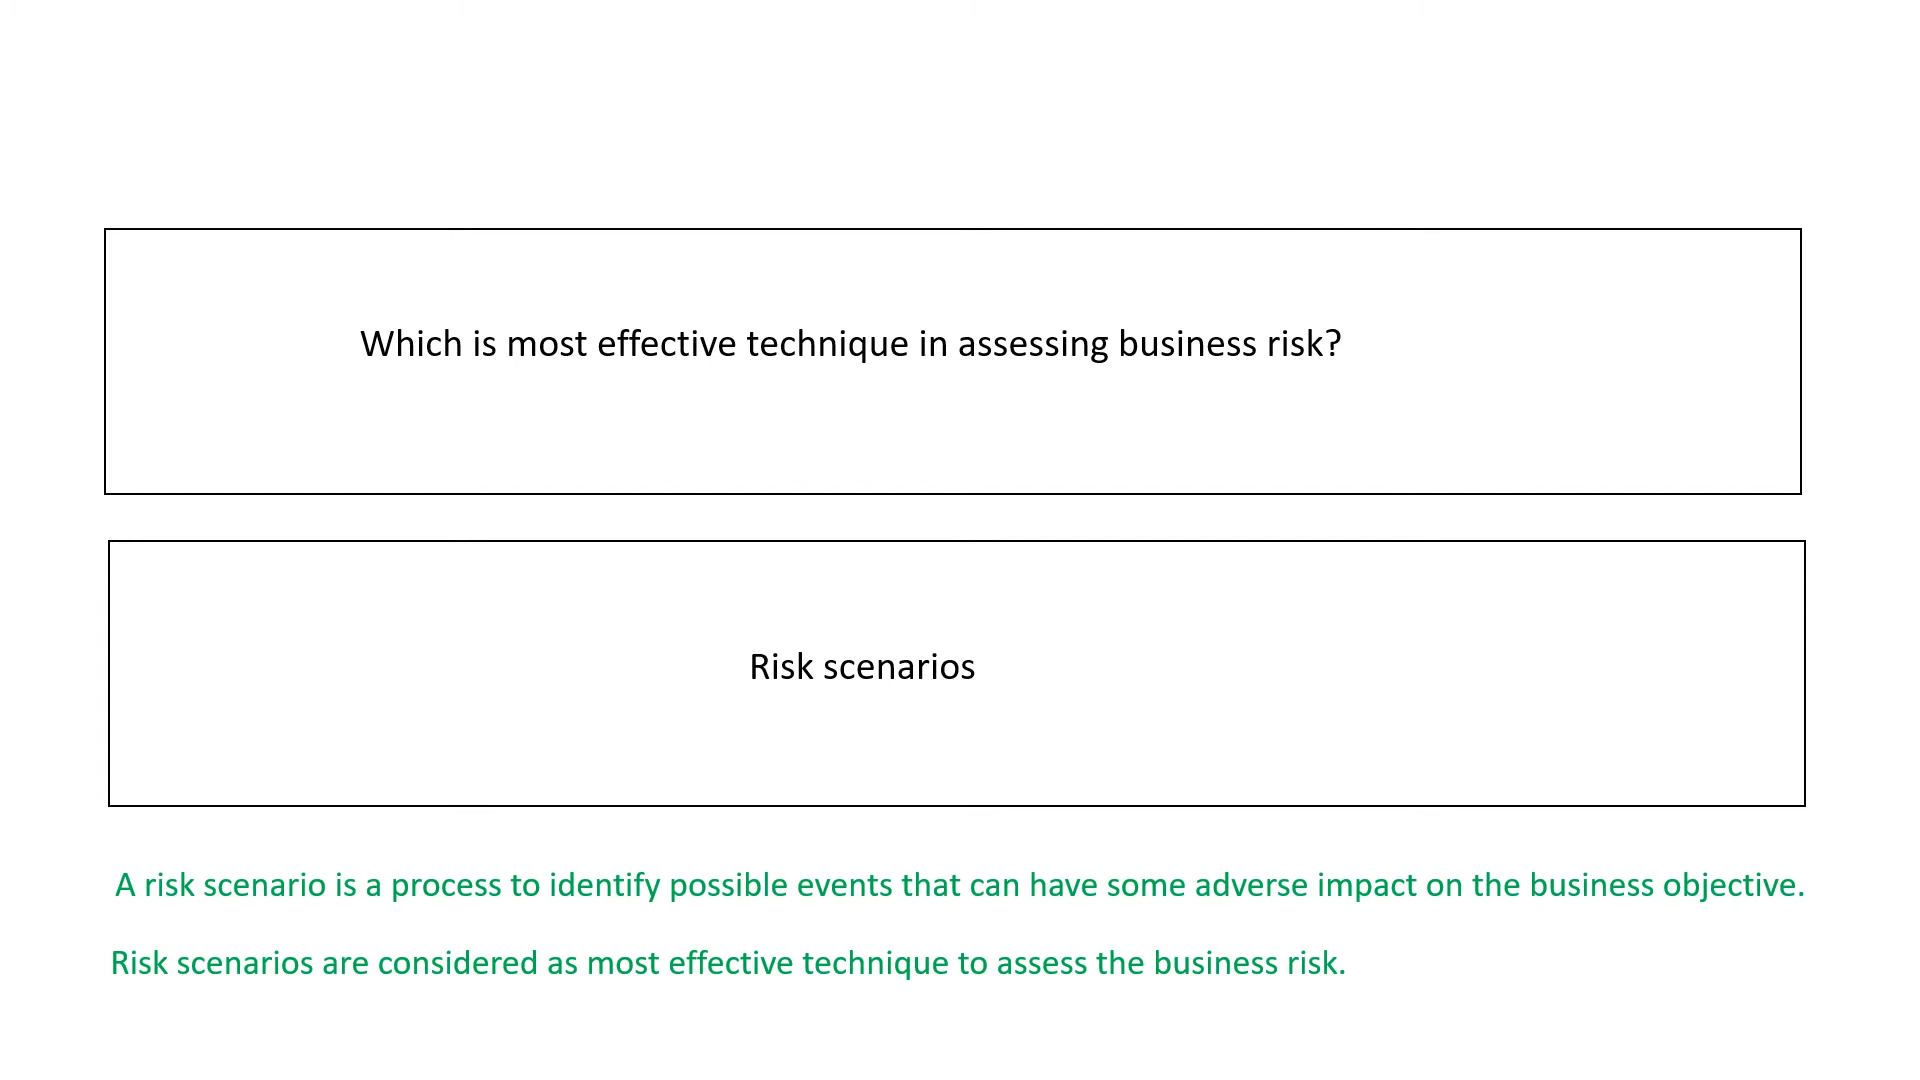 Which is most effective technique in assessing business risk?
Risk scenarios
A risk scenario is a process to identify possible events that can have some adverse impact on the business objective.
Risk scenarios are considered as most effective technique to assess the business risk.